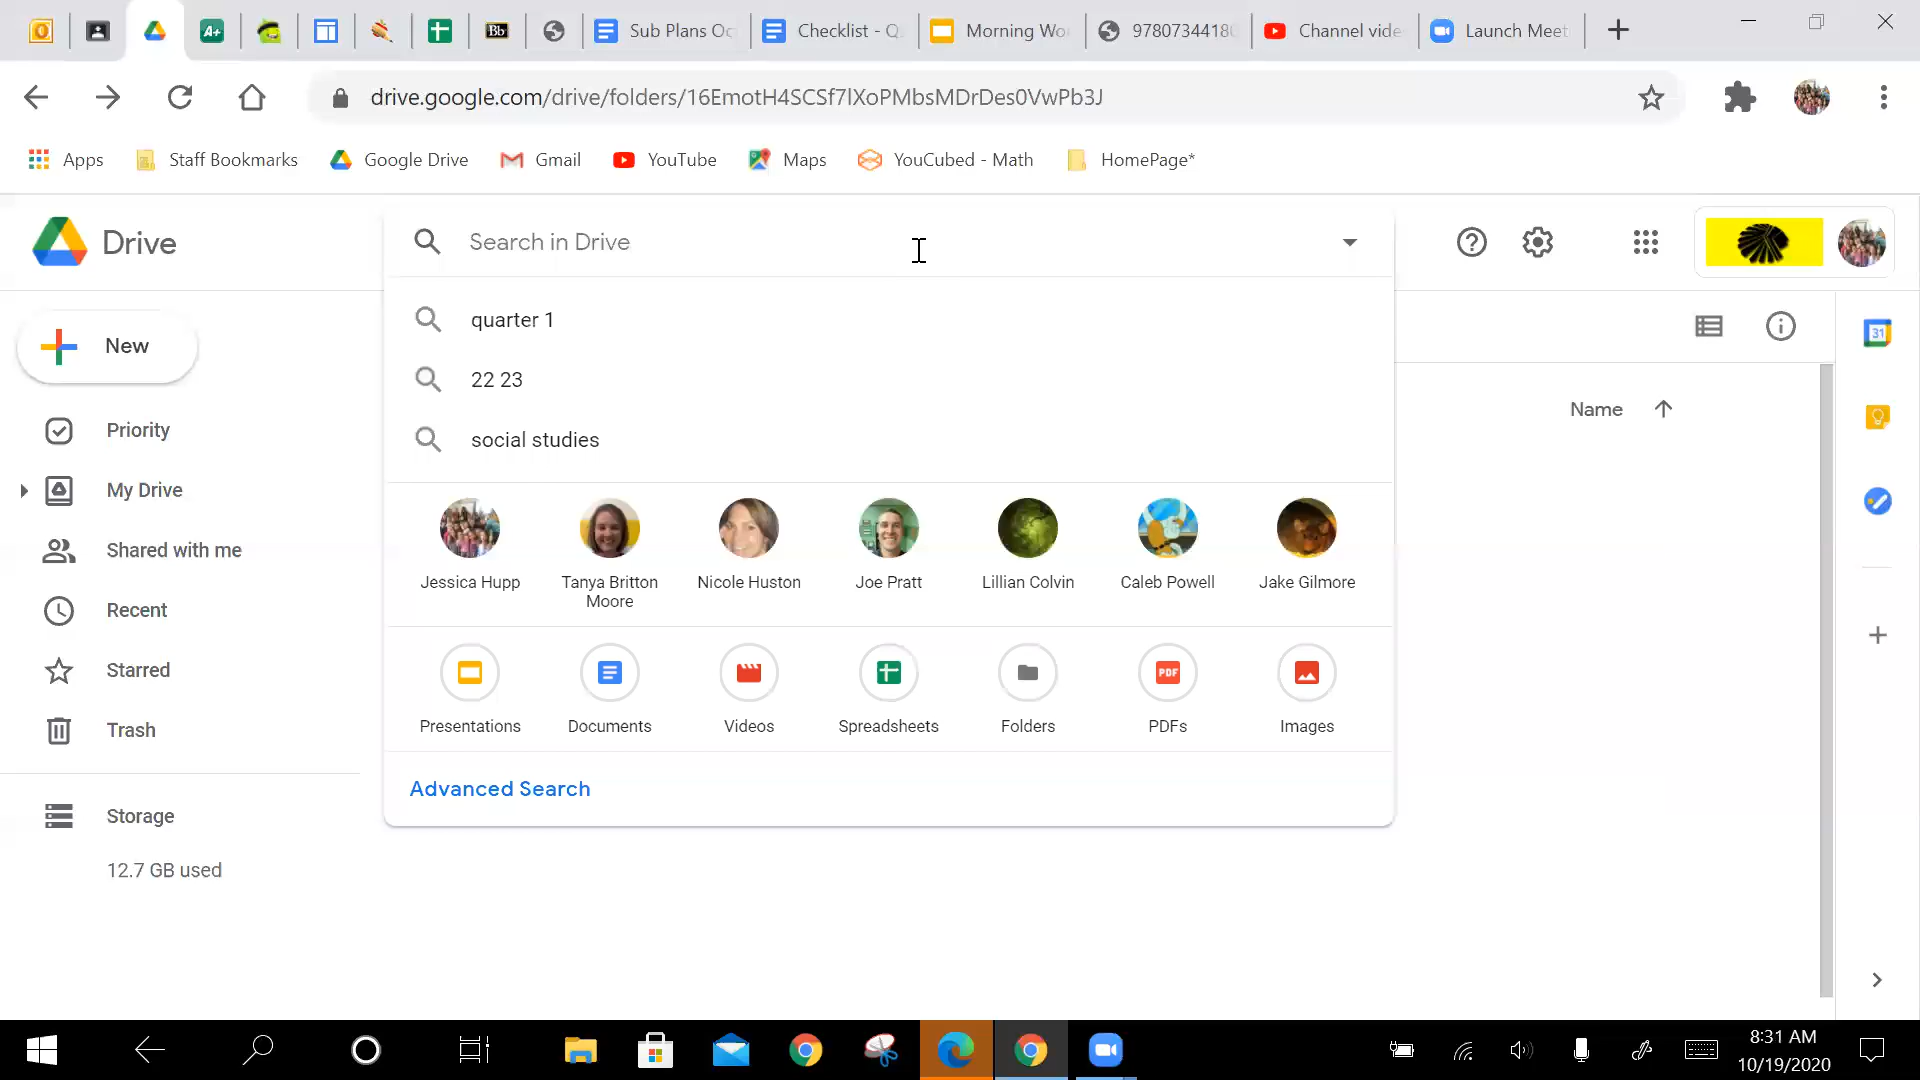 Sub Plans Oc
Checklist - Q
Morning Wo
9780734418
Channel vide
Launch Meet
drive.google.com/drive/folders/16EmotH4SCSf7lXoPMbsMDrDes0VwPb3J
Apps
Staff Bookmarks
Google Drive
Gmail
YouTube
Maps
YouCubed - Math
HomePage*
Drive
Search in Drive
New
quarter 1
22 23
social studies
Name
Priority
My Drive
Shared with me
Recent
Starred
Trash
Storage
12.7 GB used
Jessica Hupp
Tanya Britton
Moore
Nicole Huston
Joe Pratt
Lillian Colvin
Caleb Powell
Jake Gilmore
PDF
Presentations
Documents
Videos
Spreadsheets
Folders
PDFs
Images
Advanced Search
A+
Bb
31
8:31 AM
10/19/2020